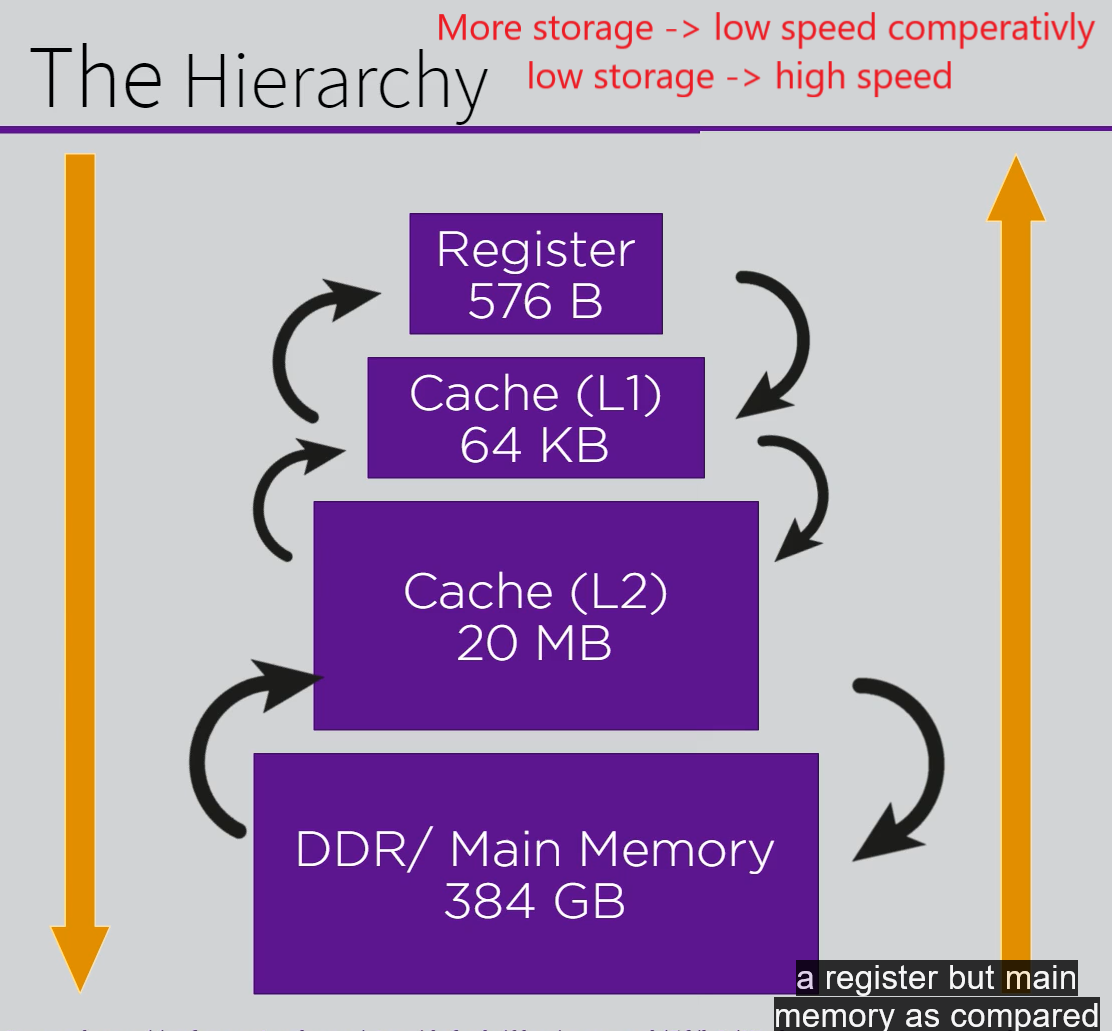 More storage -> low speed comperativly
The Hierarchy
low storage -> high speed
Register
576 B
Cache (L1)
64 KB
Cache (L2)
20 MB
DDR/ Main Memory
384 GB
a register but main
memory as compared